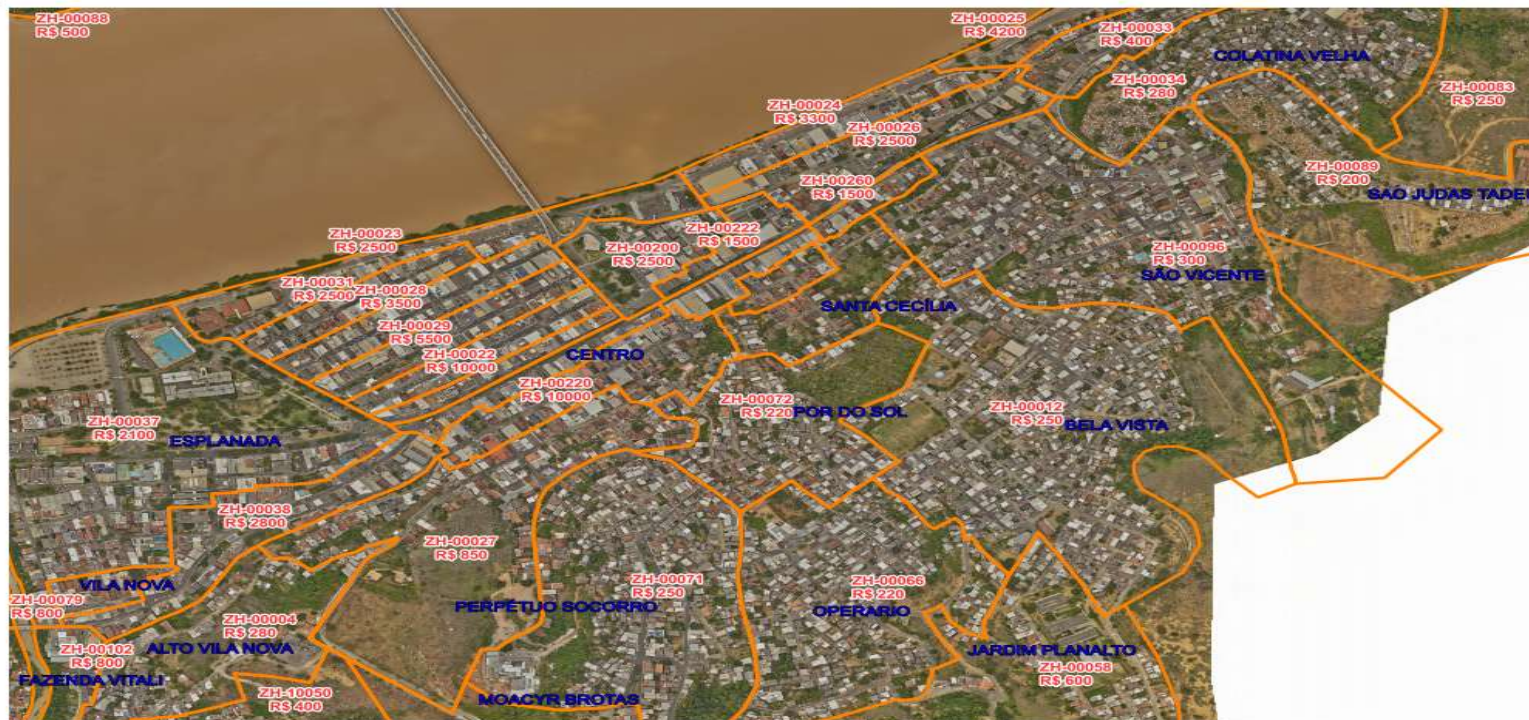 ZH-00088
R$ 500
ZH-00025
R$ 4200
ZH-00033
R$ 400
COLATINA VELHA
ZH-00034
R$ 280
ZH-00083
R$ 250
ZH-00024
R$ 3300
ZH-00026
R$ 2500
ZH-00260
R$ 1500
ZH-00089
R$ 200
SAO JUDAS TADE
ZH-00023
R$ 2500
ZH-00222
R$ 1500
ZH-00200
R$ 2500
ZH-00096
R$ 300
SÃO VICENTE
ZH-00031
R$ 2500
ZH-00028
R$ 3500
SANTA CECÍLIA
ZH-00029
R$ 5500
ZH-00022
R$ 10000
CENTRO
ZH-00220
R$ 10000
ZH-00072
R$ 220
POR DO SOL
ZH-00012
R$ 250
BELA VISTA
ZH-00037
R$ 2100
ESPLANADA
ZH-00038
R$ 2800
ZH-00027
R$ 850
VILA NOVA
ZH-00079
R$ 800
ZH-00071
R$ 250
PERPÉTUO SOCORRO
ZH-00066
R$ 220
OPERARIO
ZH-00004
R$ 280
ALTO VILA NOVA
ZH-00102
R$ 800
FAZENDA VITALI
JARDIM PLANALTO
ZH-00058
R$ 600
ZH-10050
R$ 400
MOACYR BROTAS